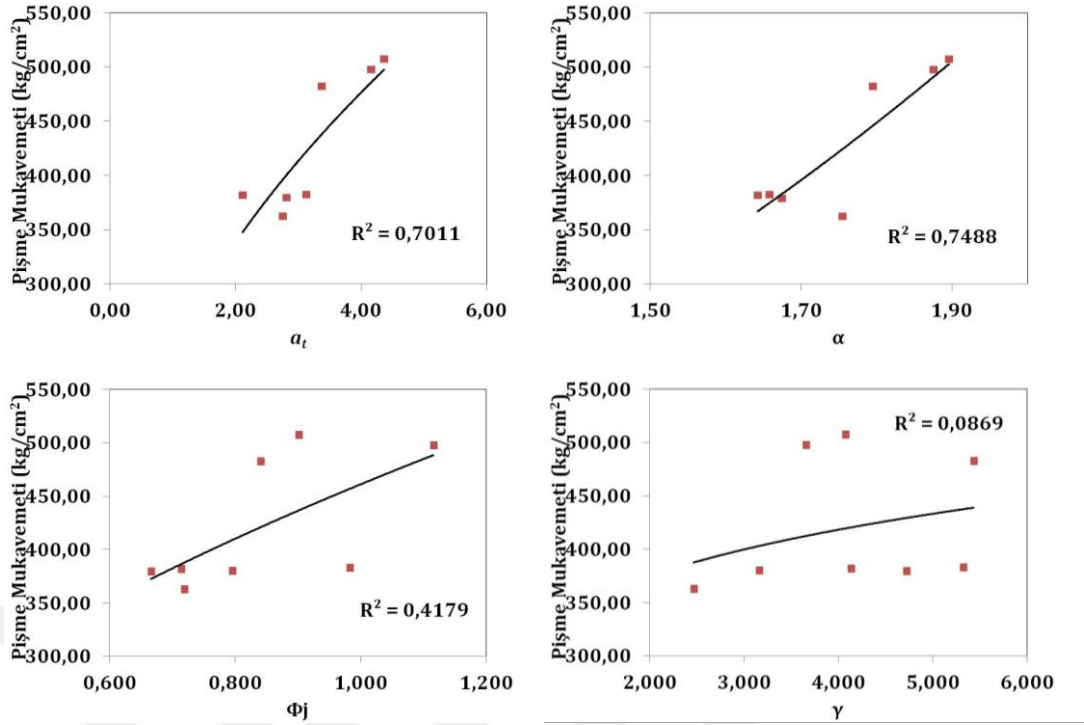 Pişme Mukavemeti (kg/cm²)
550,00
500,00
450,00
400,00
350,00
300,00
R² = 0,7011
0,00 2,00 4,00 6,00
aₜ
Pişme Mukavemeti (kg/cm²)
550,00
500,00
450,00
400,00
350,00
300,00
R² = 0,7488
1,50 1,70 1,90
α
Pişme Mukavemeti (kg/cm²)
550,00
500,00
450,00
400,00
350,00
300,00
R² = 0,4179
0,600 0,800 1,000 1,200
Φj
Pişme Mukavemeti (kg/cm²)
550,00
500,00
450,00
400,00
350,00
300,00
R² = 0,0869
2,000 3,000 4,000 5,000 6,000
γ